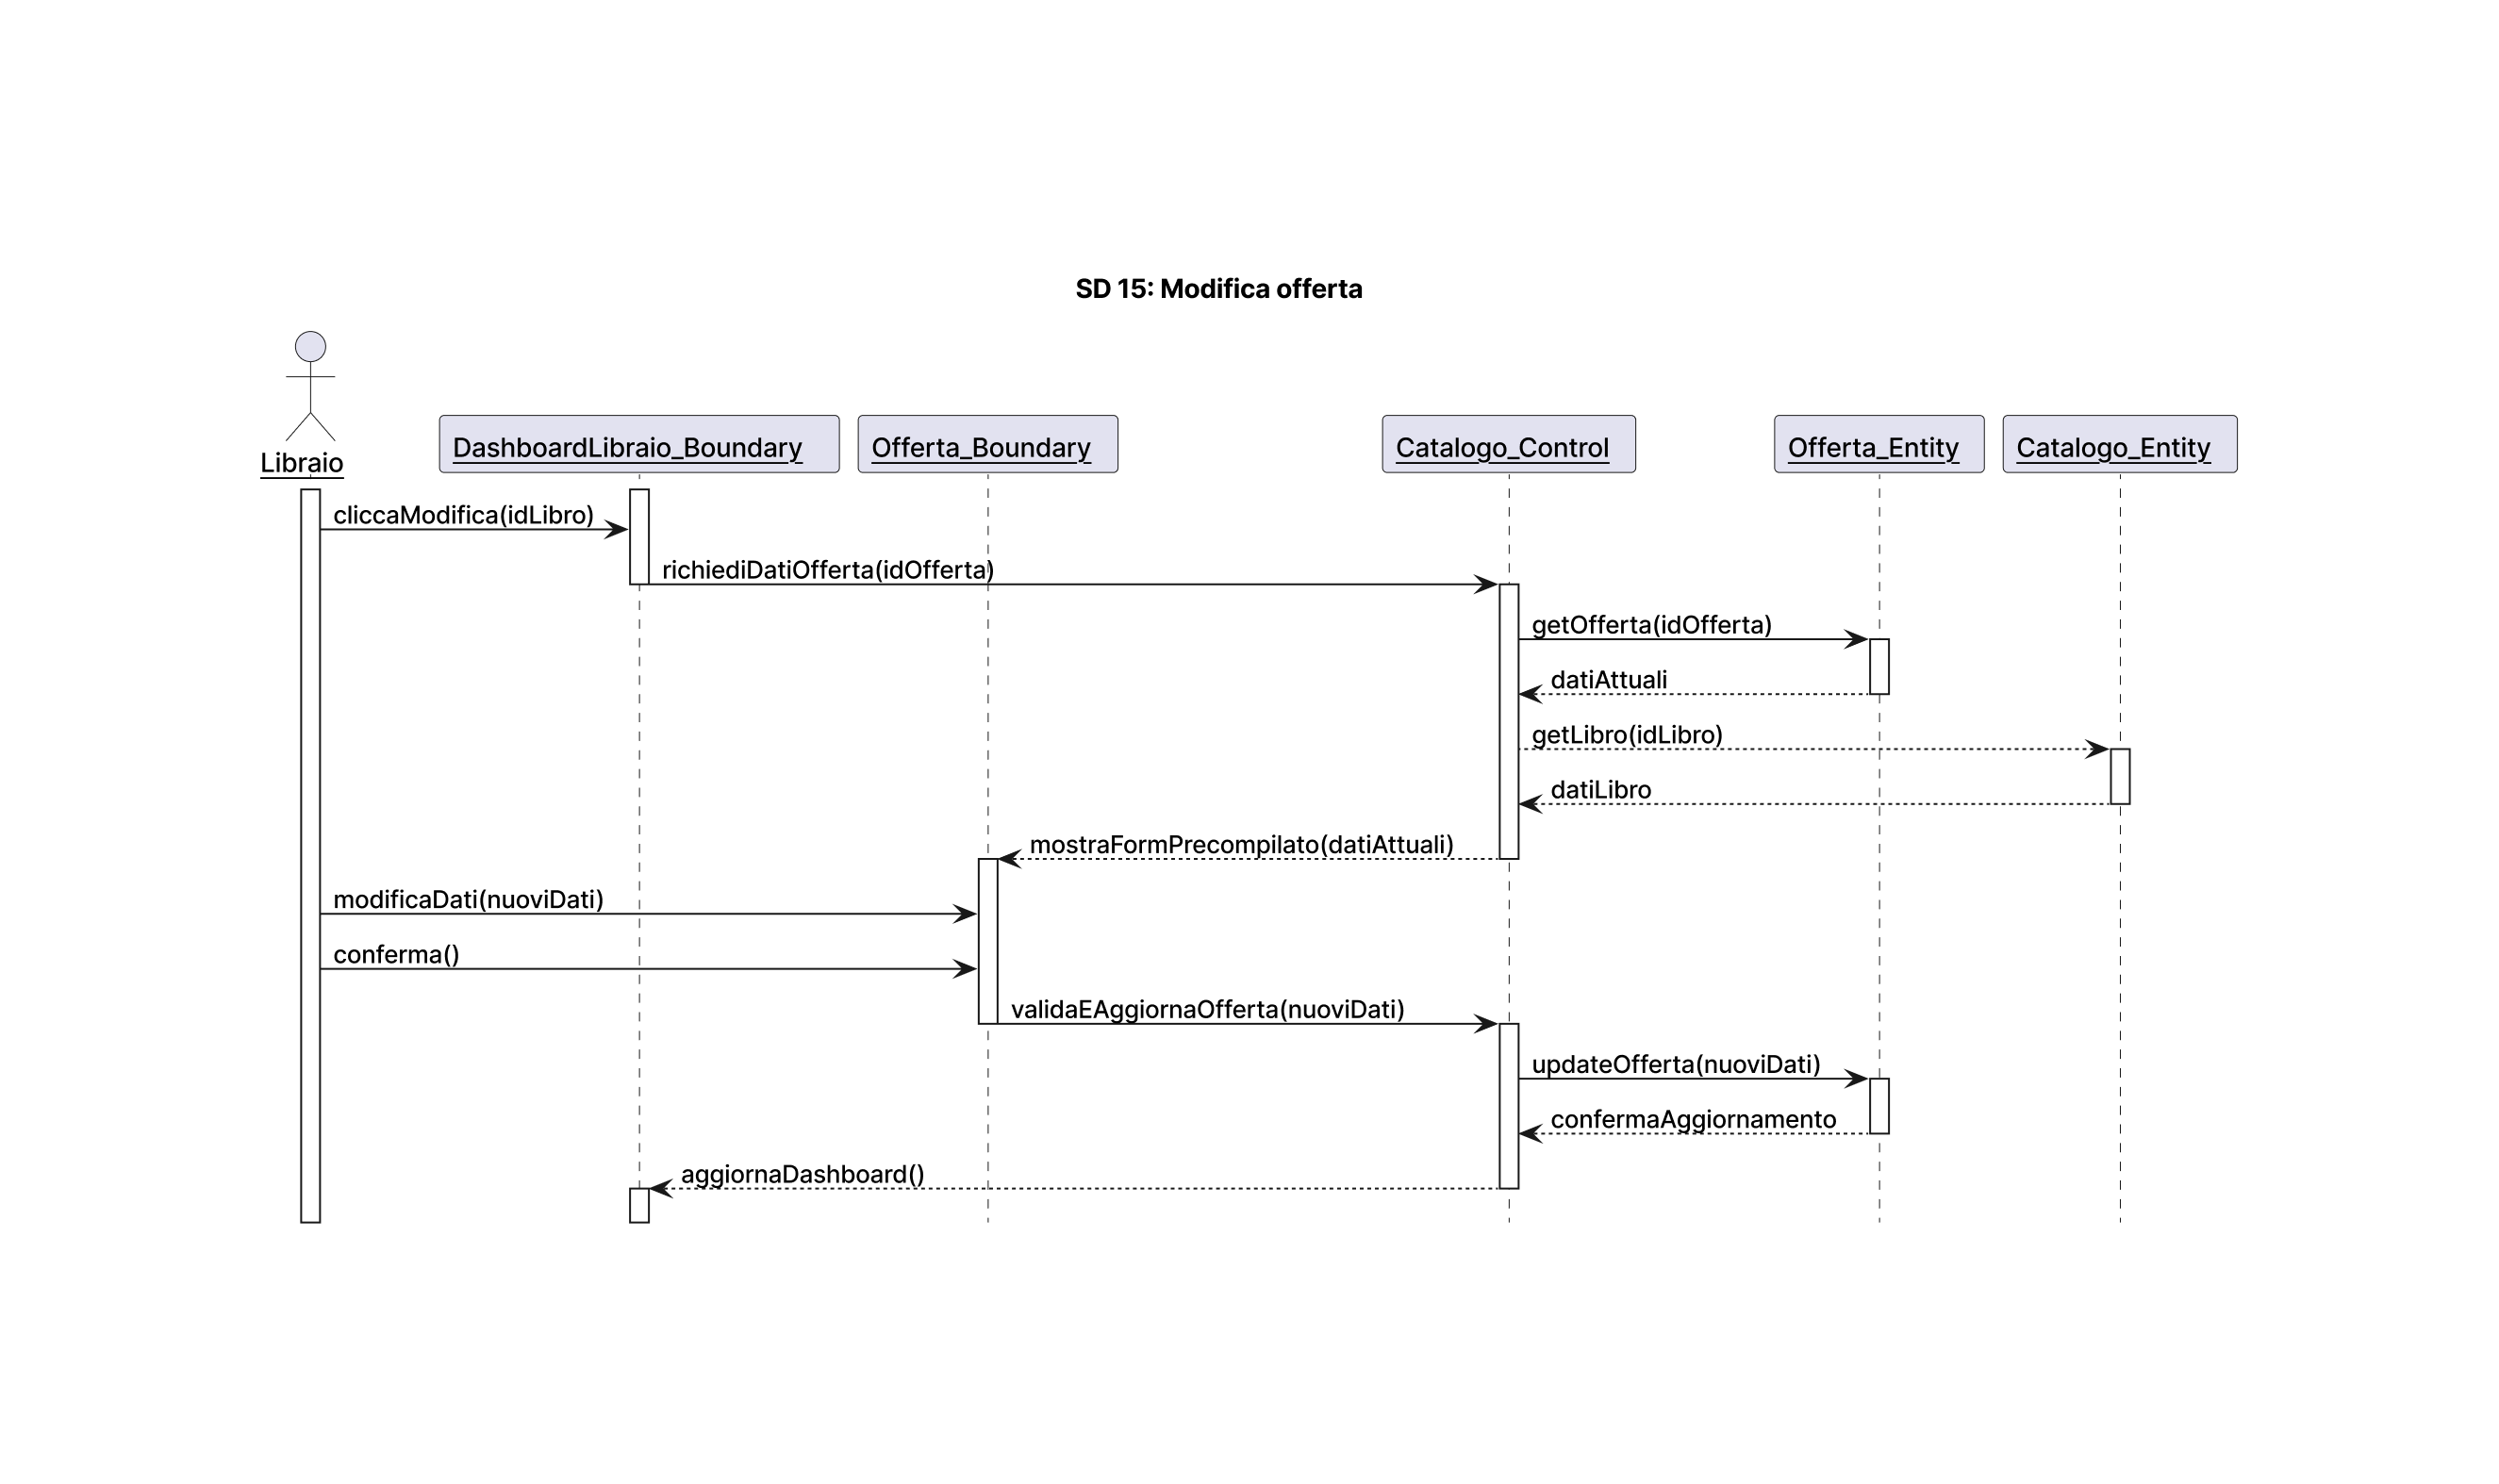 SD 15: Modifica offerta
Libraio
DashboardLibraio_Boundary
Offerta_Boundary
Catalogo_Control
Offerta_Entity
Catalogo_Entity
cliccaModifica(idLibro)
richiediDatiOfferta(idOfferta)
getOfferta(idOfferta)
datiAttuali
getLibro(idLibro)
datiLibro
mostraFormPrecompilato(datiAttuali)
modificaDati(nuoviDati)
conferma()
validaEAggiornaOfferta(nuoviDati)
updateOfferta(nuoviDati)
confermaAggiornamento
aggiornaDashboard()